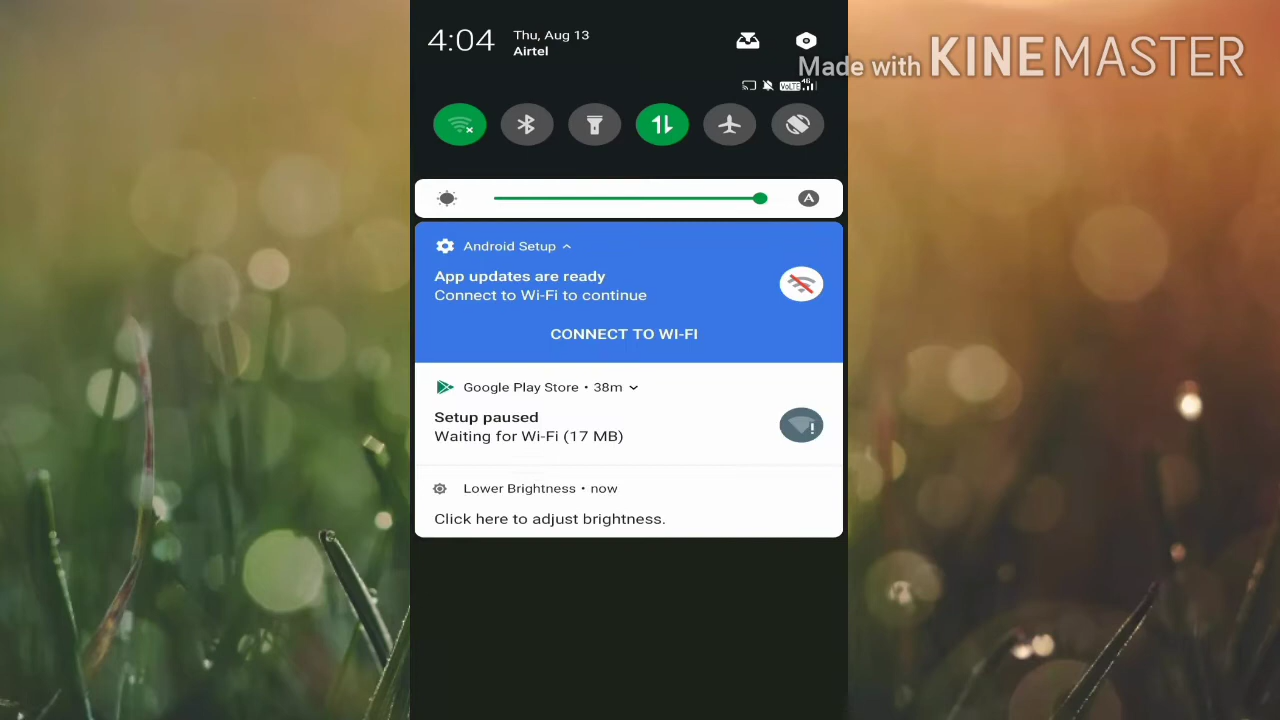 4:04
Thu, Aug 13
Airtel
Made with KINEMASTER
VoLTE 4G
A
Android Setup
App updates are ready
Connect to Wi-Fi to continue
CONNECT TO WI-FI
Google Play Store • 38m
Setup paused
Waiting for Wi-Fi (17 MB)
Lower Brightness • now
Click here to adjust brightness.